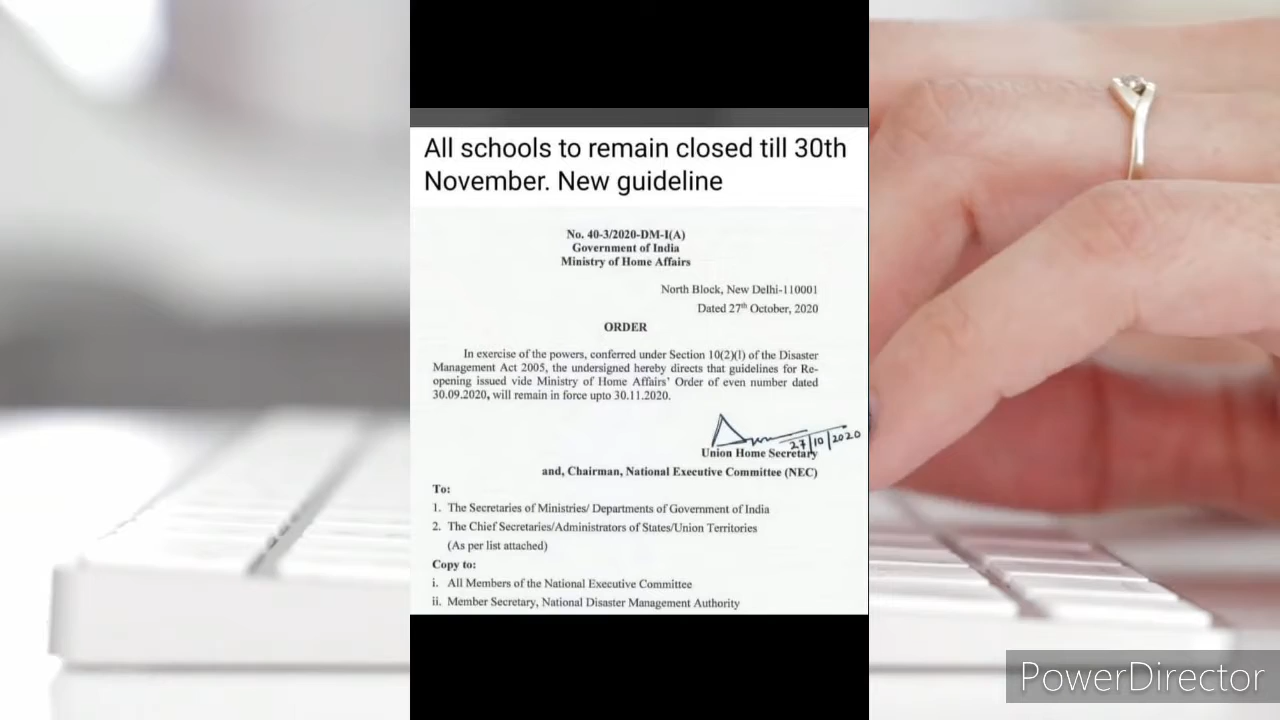 All schools to remain closed till 30th
November. New guideline
No. 40-3/2020-DM-I(A)
Government of India
Ministry of Home Affairs
North Block, New Delhi-110001
Dated 27th October, 2020
ORDER
In exercise of the powers, conferred under Section 10(2)(l) of the Disaster
Management Act 2005, the undersigned hereby directs that guidelines for Re-
opening issued vide Ministry of Home Affairs' Order of even number dated
30.09.2020, will remain in force upto 30.11.2020.
27/10/2020
Union Home Secretary
and, Chairman, National Executive Committee (NEC)
To:
1. The Secretaries of Ministries/ Departments of Government of India
2. The Chief Secretaries/Administrators of States/Union Territories
(As per list attached)
Copy to:
i. All Members of the National Executive Committee
ii. Member Secretary, National Disaster Management Authority
PowerDirector